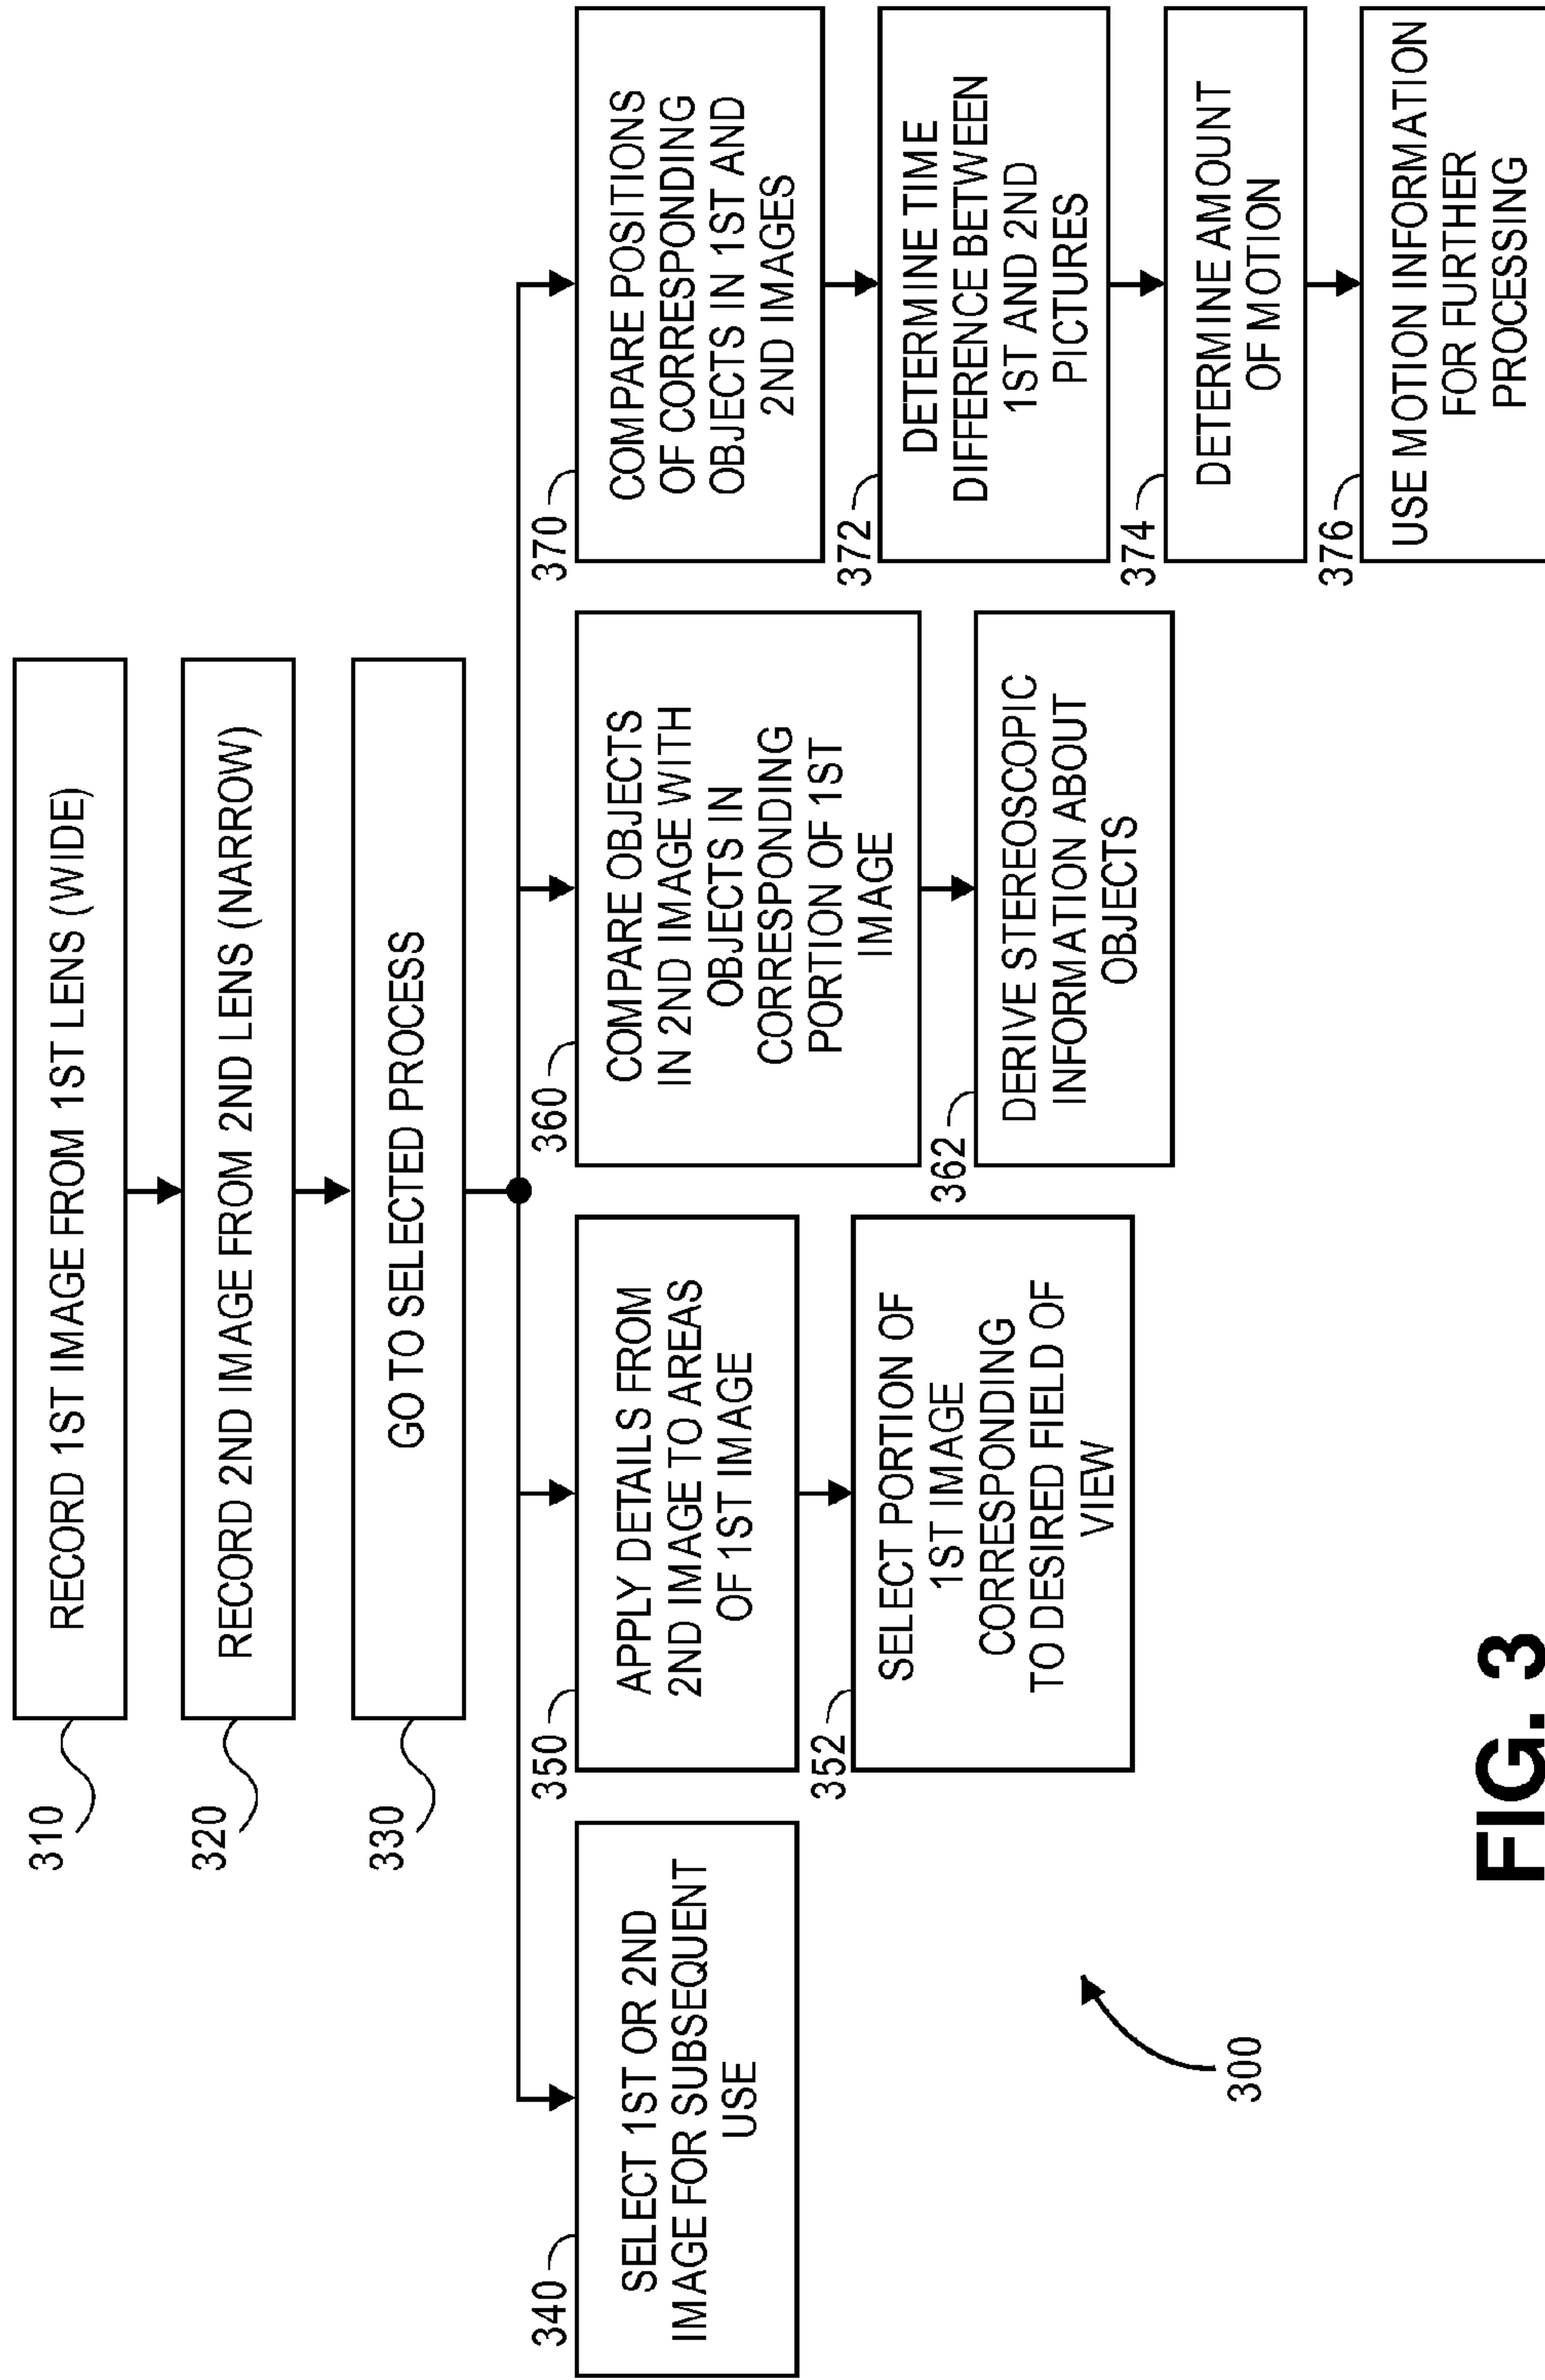 310
RECORD 1ST IMAGE FROM 1ST LENS (WIDE)
320
RECORD 2ND IMAGE FROM 2ND LENS (NARROW)
330
GO TO SELECTED PROCESS
340
SELECT 1ST OR 2ND
IMAGE FOR SUBSEQUENT
USE
350
APPLY DETAILS FROM
2ND IMAGE TO AREAS
OF 1ST IMAGE
352
SELECT PORTION OF
1ST IMAGE
CORRESPONDING
TO DESIRED FIELD OF
VIEW
360
COMPARE OBJECTS
IN 2ND IMAGE WITH
OBJECTS IN
CORRESPONDING
PORTION OF 1ST
IMAGE
362
DERIVE STEREOSCOPIC
INFORMATION ABOUT
OBJECTS
370
COMPARE POSITIONS
OF CORRESPONDING
OBJECTS IN 1ST AND
2ND IMAGES
372
DETERMINE TIME
DIFFERENCE BETWEEN
1ST AND 2ND
PICTURES
374
DETERMINE AMOUNT
OF MOTION
376
USE MOTION INFORMATION
FOR FURTHER
PROCESSING
300
FIG. 3